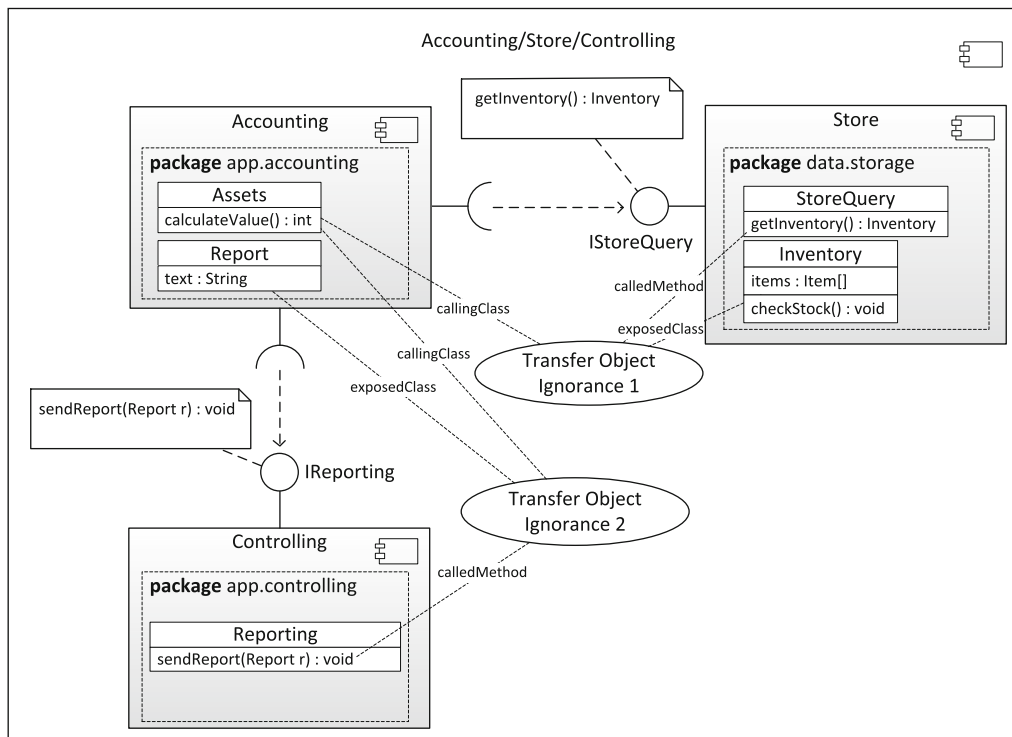 Accounting/Store/Controlling
getInventory() : Inventory
Accounting
package app.accounting
Assets
calculateValue() : int
Report
text : String
Store
package data.storage
StoreQuery
getInventory() : Inventory
Inventory
items : Item[]
checkStock() : void
IStoreQuery
calledMethod
callingClass
exposedClass
callingClass
exposedClass
Transfer Object
Ignorance 1
sendReport(Report r) : void
IReporting
Transfer Object
Ignorance 2
calledMethod
Controlling
package app.controlling
Reporting
sendReport(Report r) : void